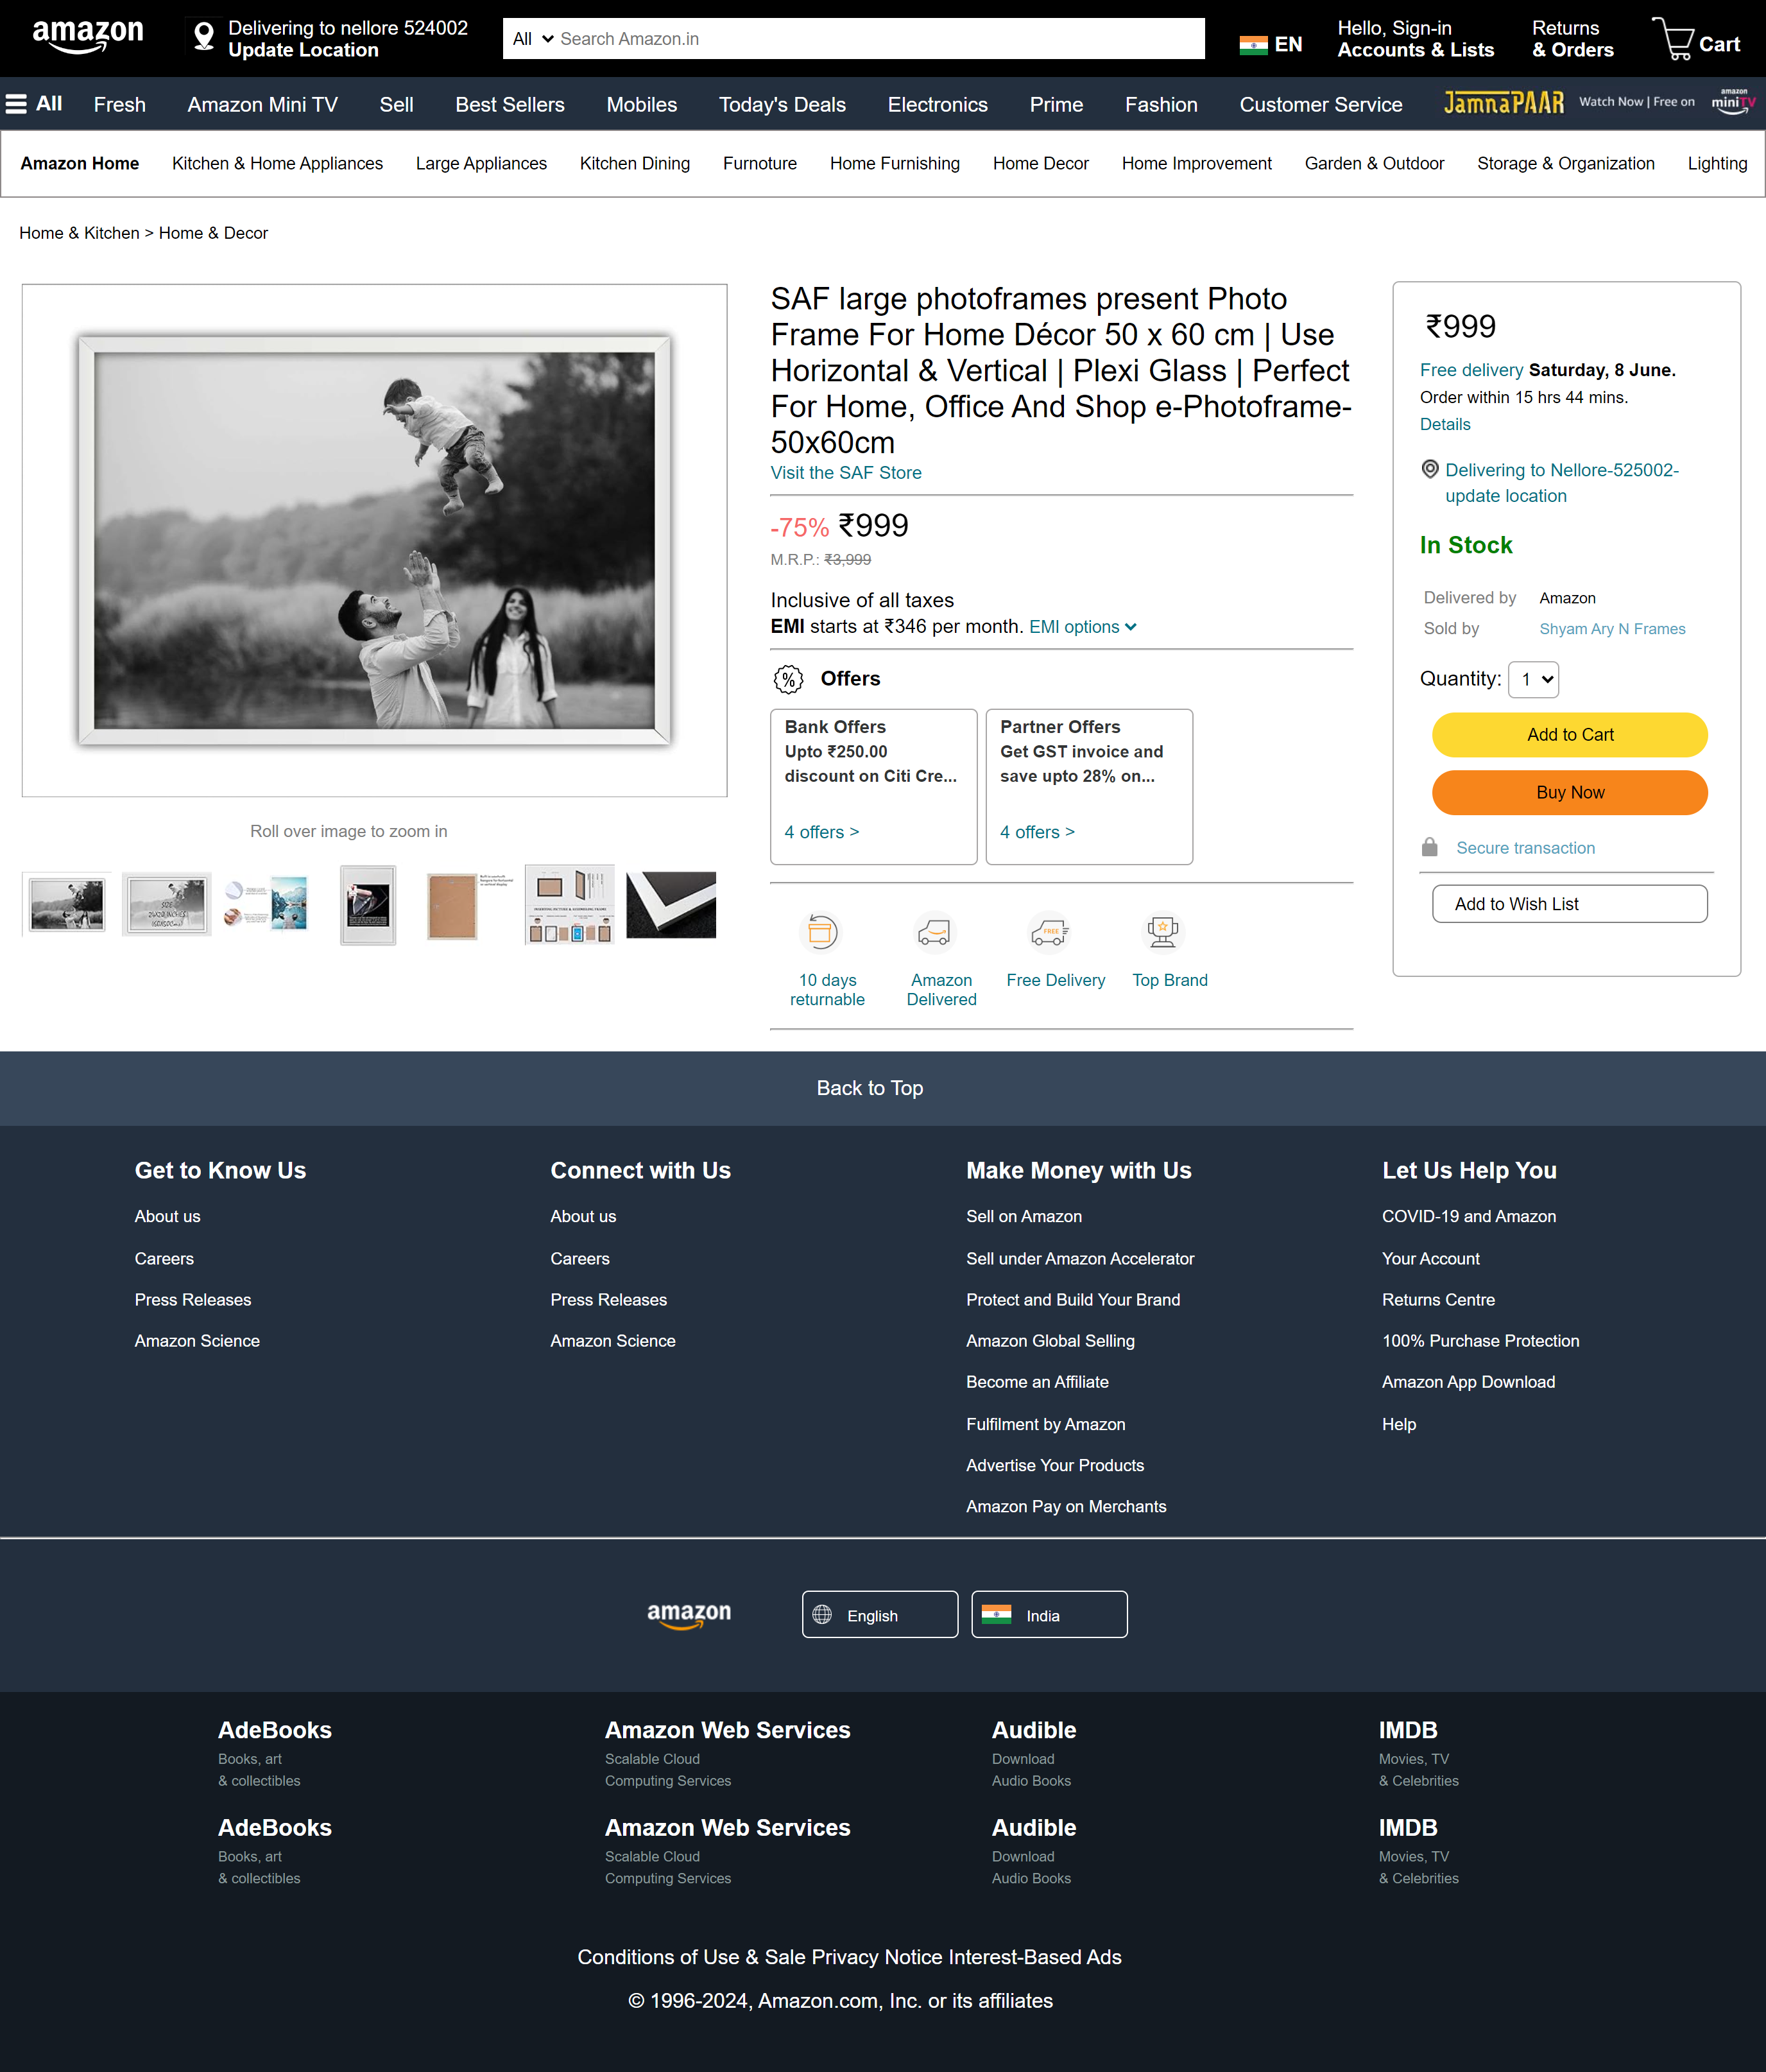 amazon
Delivering to nellore 524002
Update Location
All
Search Amazon.in
EN
Hello, Sign-in
Accounts & Lists
Returns
& Orders
Cart
All
Fresh
Amazon Mini TV
Sell
Best Sellers
Mobiles
Today's Deals
Electronics
Prime
Fashion
Customer Service
JamnaPAAR
Watch Now | Free on
amazon
miniTV
Amazon Home
Kitchen & Home Appliances
Large Appliances
Kitchen Dining
Furnoture
Home Furnishing
Home Decor
Home Improvement
Garden & Outdoor
Storage & Organization
Lighting
Home & Kitchen > Home & Decor
Roll over image to zoom in
SAF large photoframes present Photo
Frame For Home Décor 50 x 60 cm | Use
Horizontal & Vertical | Plexi Glass | Perfect
For Home, Office And Shop e-Photoframe-
50x60cm
Visit the SAF Store
-75% ₹999
M.R.P.: ₹3,999
Inclusive of all taxes
EMI starts at ₹346 per month. EMI options
%
Offers
Bank Offers
Upto ₹250.00
discount on Citi Cre...
4 offers >
Partner Offers
Get GST invoice and
save upto 28% on...
4 offers >
FREE
10 days
returnable
Amazon
Delivered
Free Delivery
Top Brand
₹999
Free delivery Saturday, 8 June.
Order within 15 hrs 44 mins.
Details
Delivering to Nellore-525002-
update location
In Stock
Delivered by Amazon
Sold by Shyam Ary N Frames
Quantity: 1
Add to Cart
Buy Now
Secure transaction
Add to Wish List
Back to Top
Get to Know Us
About us
Careers
Press Releases
Amazon Science
Connect with Us
About us
Careers
Press Releases
Amazon Science
Make Money with Us
Sell on Amazon
Sell under Amazon Accelerator
Protect and Build Your Brand
Amazon Global Selling
Become an Affiliate
Fulfilment by Amazon
Advertise Your Products
Amazon Pay on Merchants
Let Us Help You
COVID-19 and Amazon
Your Account
Returns Centre
100% Purchase Protection
Amazon App Download
Help
amazon
English
India
AdeBooks
Books, art
& collectibles
Amazon Web Services
Scalable Cloud
Computing Services
Audible
Download
Audio Books
IMDB
Movies, TV
& Celebrities
AdeBooks
Books, art
& collectibles
Amazon Web Services
Scalable Cloud
Computing Services
Audible
Download
Audio Books
IMDB
Movies, TV
& Celebrities
Conditions of Use & Sale Privacy Notice Interest-Based Ads
© 1996-2024, Amazon.com, Inc. or its affiliates